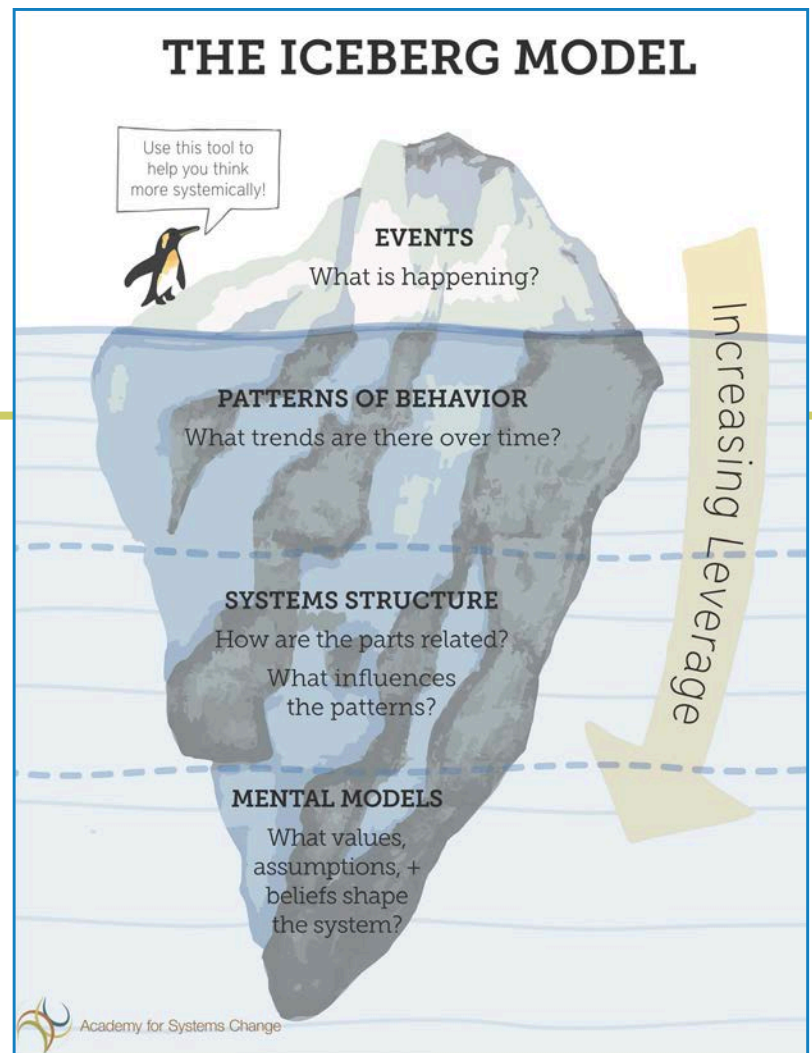 THE ICEBERG MODEL
Use this tool to
help you think
more systemically!
EVENTS
What is happening?
PATTERNS OF BEHAVIOR
What trends are there over time?
SYSTEMS STRUCTURE
How are the parts related?
What influences
the patterns?
MENTAL MODELS
What values,
assumptions, +
beliefs shape
the system?
Increasing Leverage
Academy for Systems Change